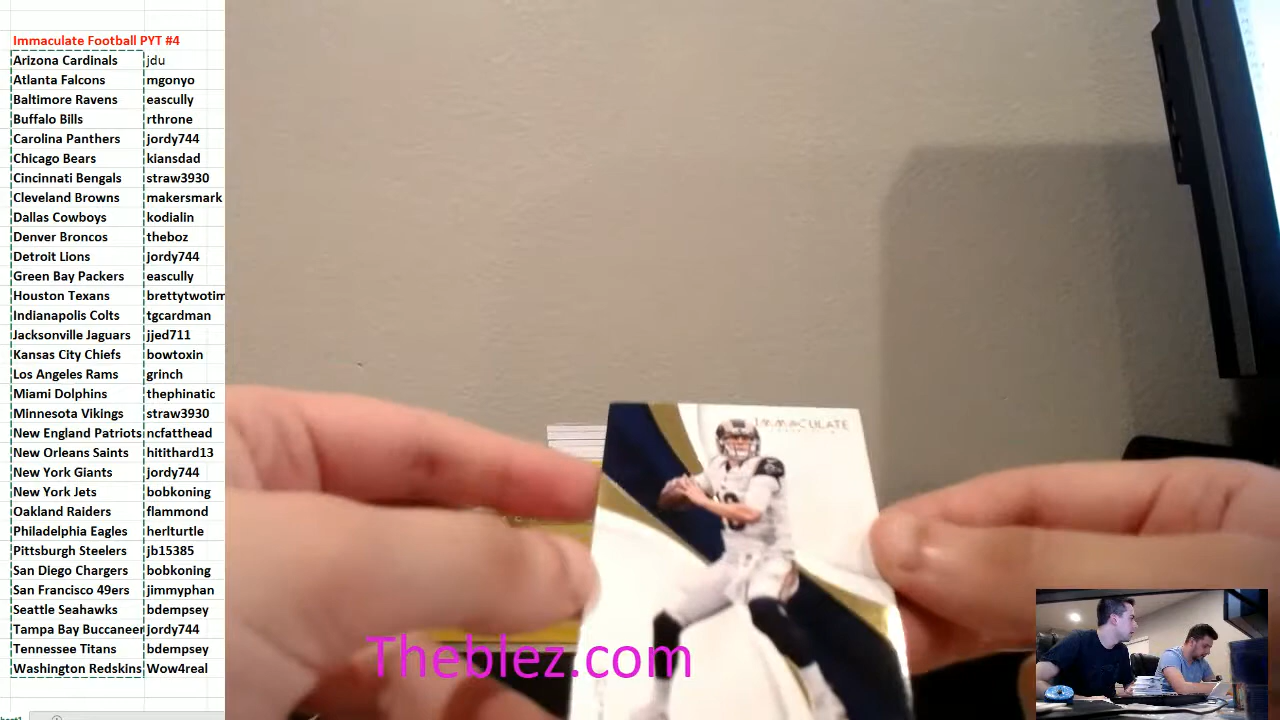 Immaculate Football PYT #4
Arizona Cardinals jdu
Atlanta Falcons mgonyo
Baltimore Ravens eascully
Buffalo Bills rthrone
Carolina Panthers jordy744
Chicago Bears kiansdad
Cincinnati Bengals straw3930
Cleveland Browns makersmark
Dallas Cowboys kodialin
Denver Broncos theboz
Detroit Lions jordy744
Green Bay Packers eascully
Houston Texans brettytwotim
Indianapolis Colts tgcardman
Jacksonville Jaguars jjed711
Kansas City Chiefs bowtoxin
Los Angeles Rams grinch
Miami Dolphins thephinatic
Minnesota Vikings straw3930
New England Patriots ncfatthead
New Orleans Saints hitithard13
New York Giants jordy744
New York Jets bobkoning
Oakland Raiders flammond
Philadelphia Eagles herlturtle
Pittsburgh Steelers jb15385
San Diego Chargers bobkoning
San Francisco 49ers jimmyphan
Seattle Seahawks bdempsey
Tampa Bay Buccaneer jordy744
Tennessee Titans bdempsey
Washington Redskins Wow4real
IMMACULATE
Theblez.com